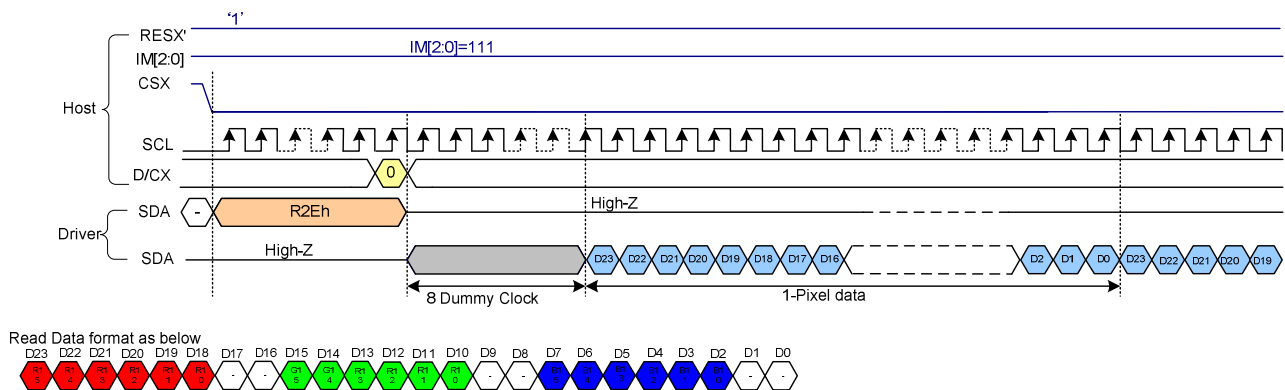 '1'
RESX'
IM[2:0]
IM[2:0]=111
CSX
Host
SCL
D/CX
0
SDA
-
R2Eh
High-Z
Driver
SDA
High-Z
D23 D22 D21 D20 D19 D18 D17 D16 D2 D1 D0 D23 D22 D21 D20 D19
8 Dummy Clock
1-Pixel data
Read Data format as below
D23 D22 D21 D20 D19 D18 D17 D16 D15 D14 D13 D12 D11 D10 D9 D8 D7 D6 D5 D4 D3 D2 D1 D0
R1 5 R1 4 R1 3 R1 2 R1 1 R1 0 - - G1 5 G1 4 R1 3 R1 2 R1 1 R1 0 - - - -